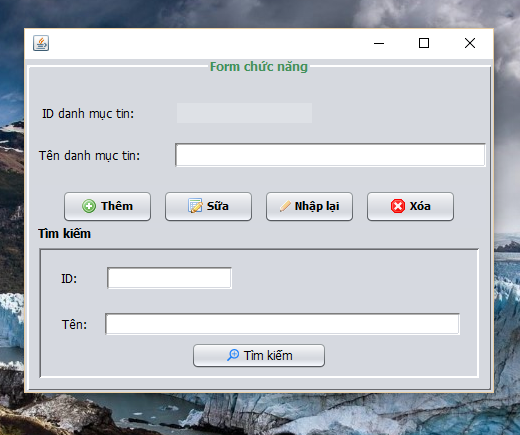 Form chức năng
ID danh mục tin:
Tên danh mục tin:
Thêm Sửa Nhập lại Xóa
Tìm kiếm
ID:
Tên:
Tìm kiếm